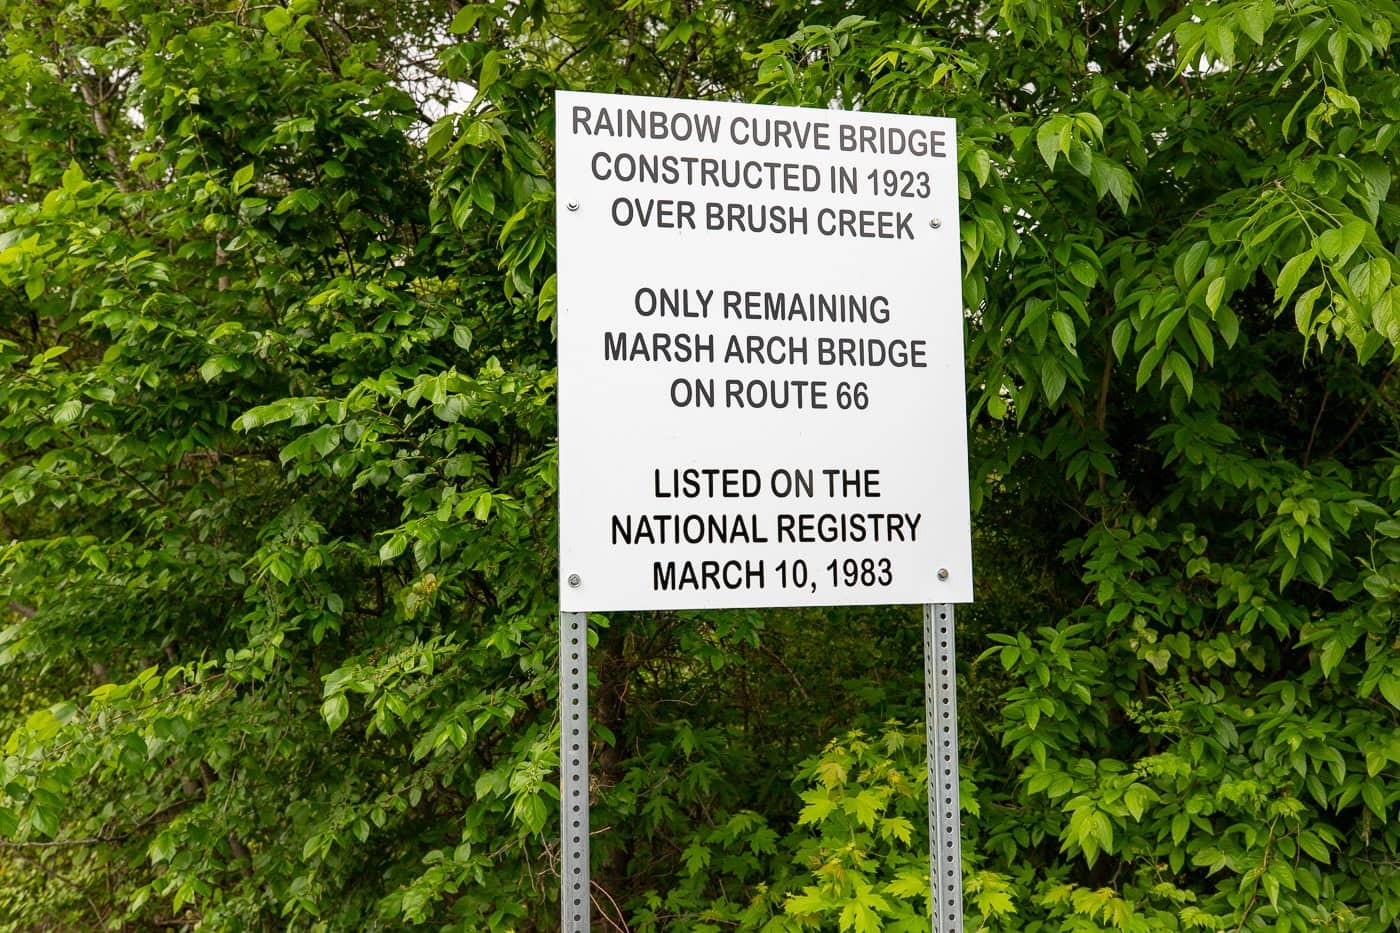 RAINBOW CURVE BRIDGE
CONSTRUCTED IN 1923
OVER BRUSH CREEK
ONLY REMAINING
MARSH ARCH BRIDGE
ON ROUTE 66
LISTED ON THE
NATIONAL REGISTRY
MARCH 10, 1983